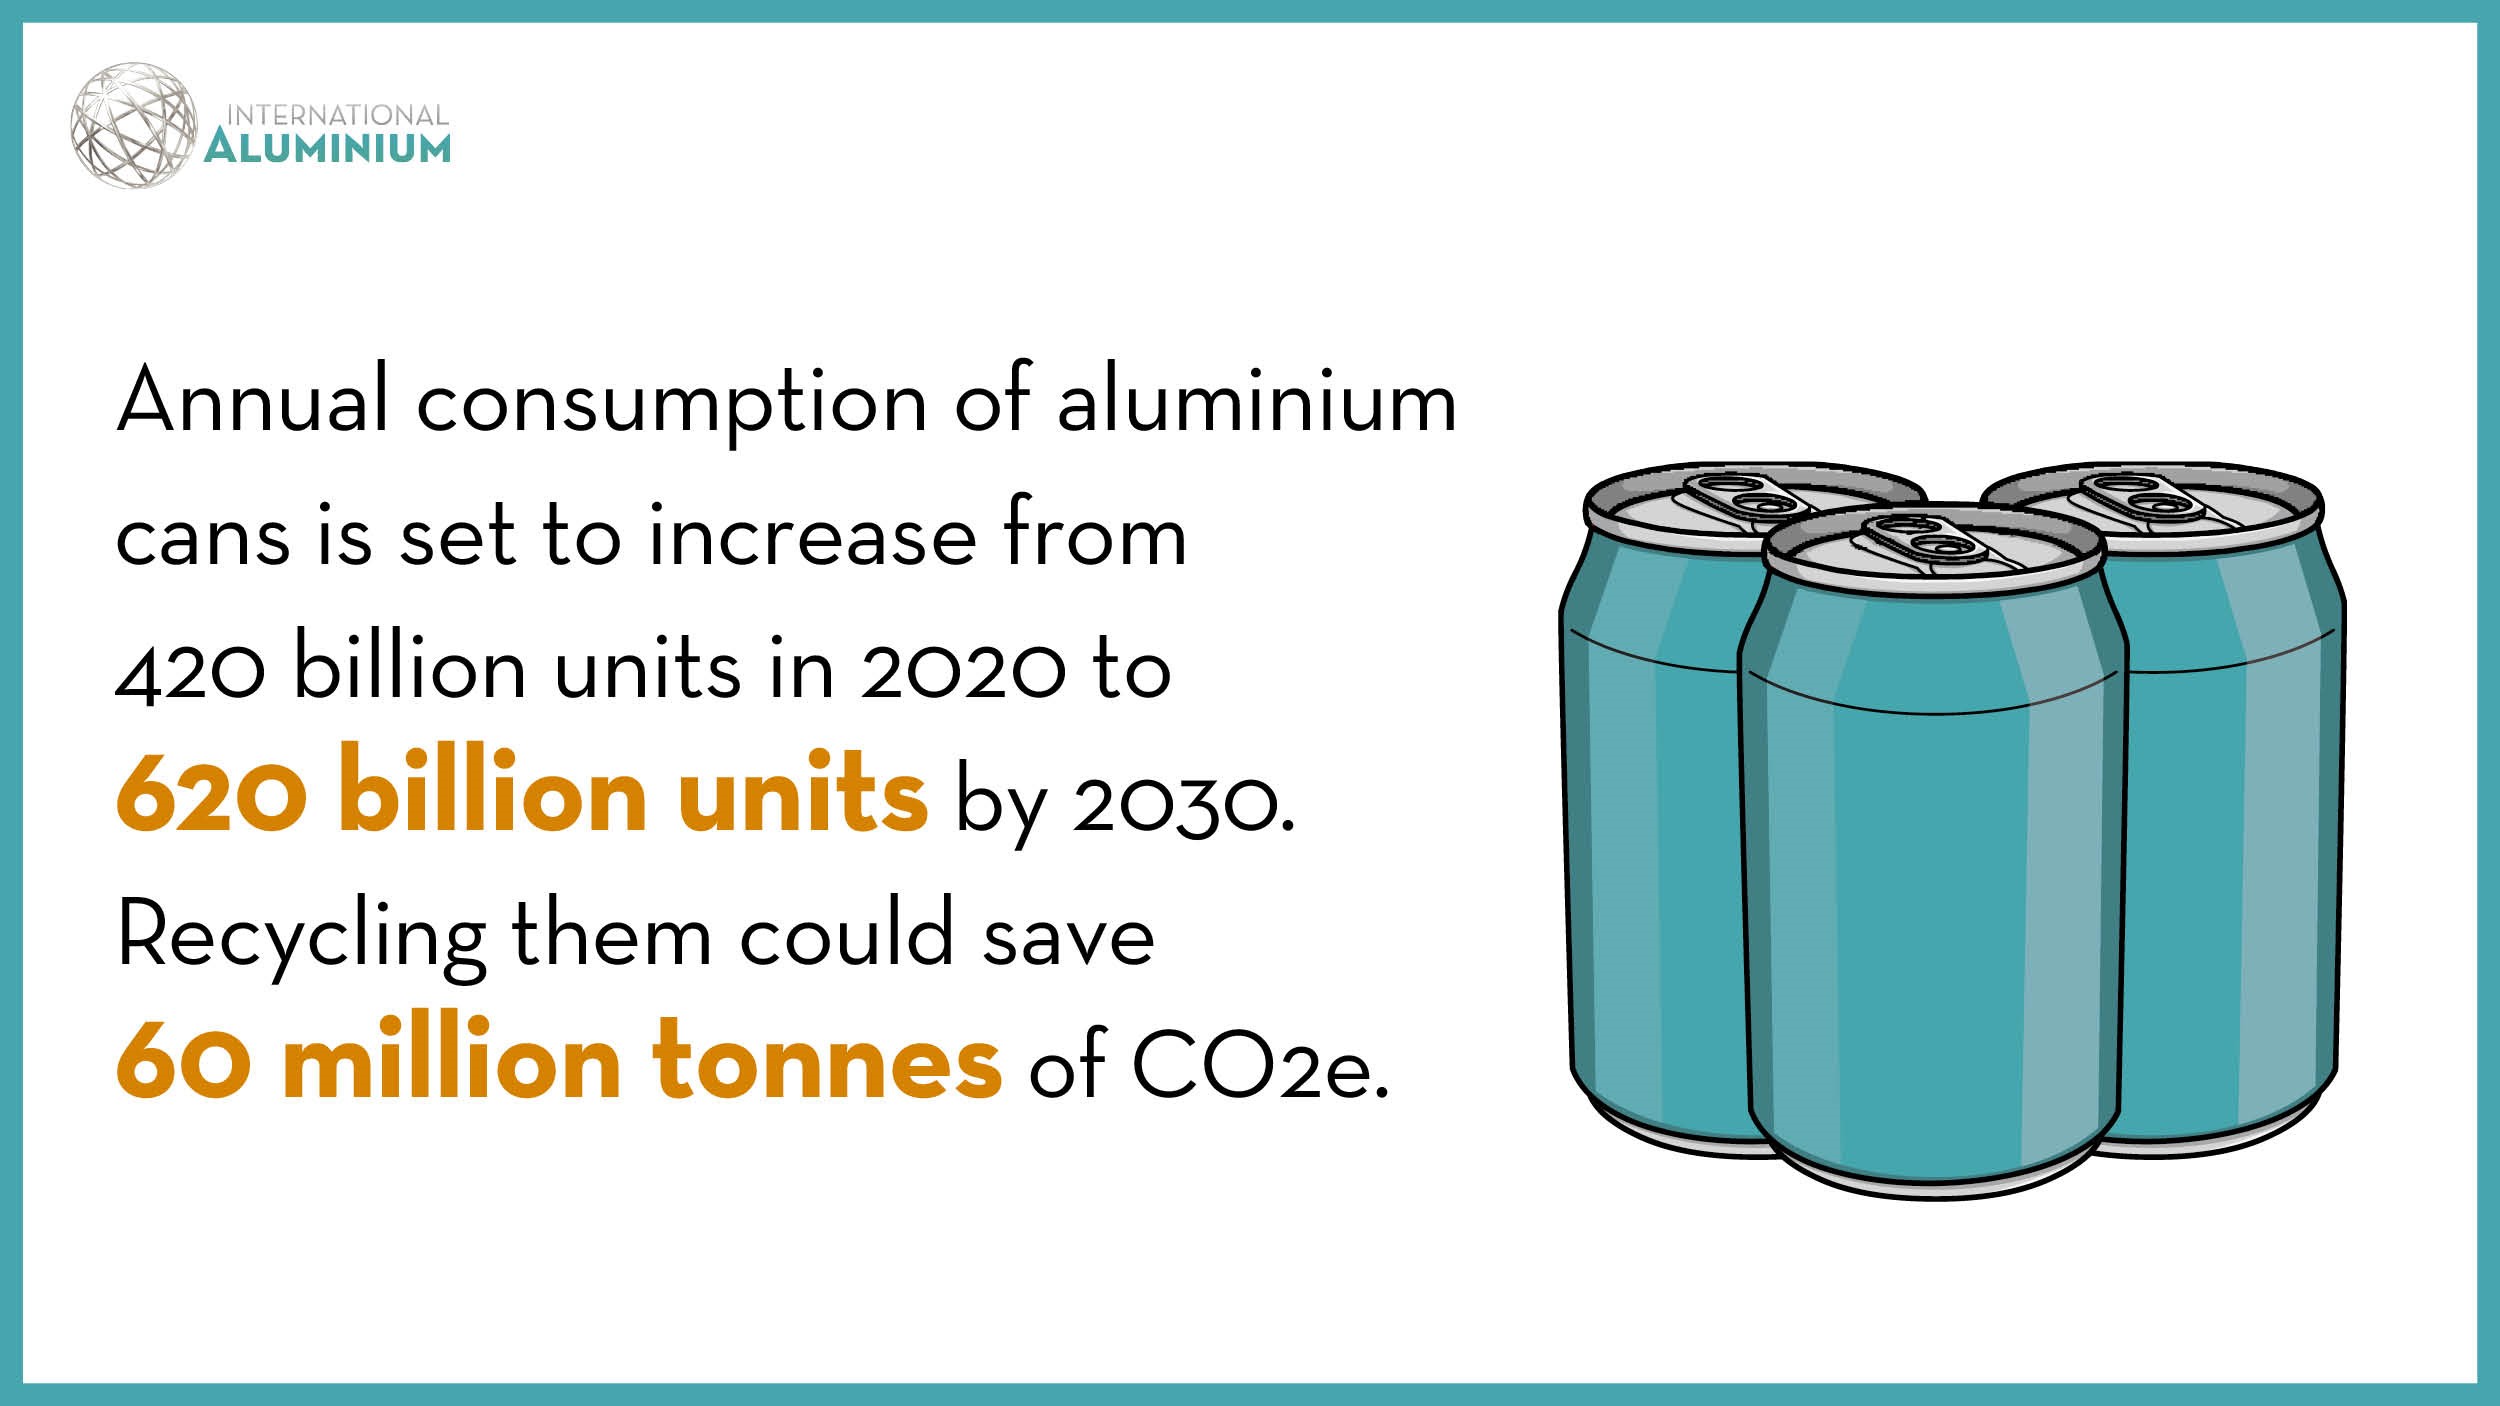 INTERNATIONAL
ALUMINIUM
Annual consumption of aluminium
cans is set to increase from
420 billion units in 2020 to
620 billion units by 2030.
Recycling them could save
60 million tonnes of CO2e.